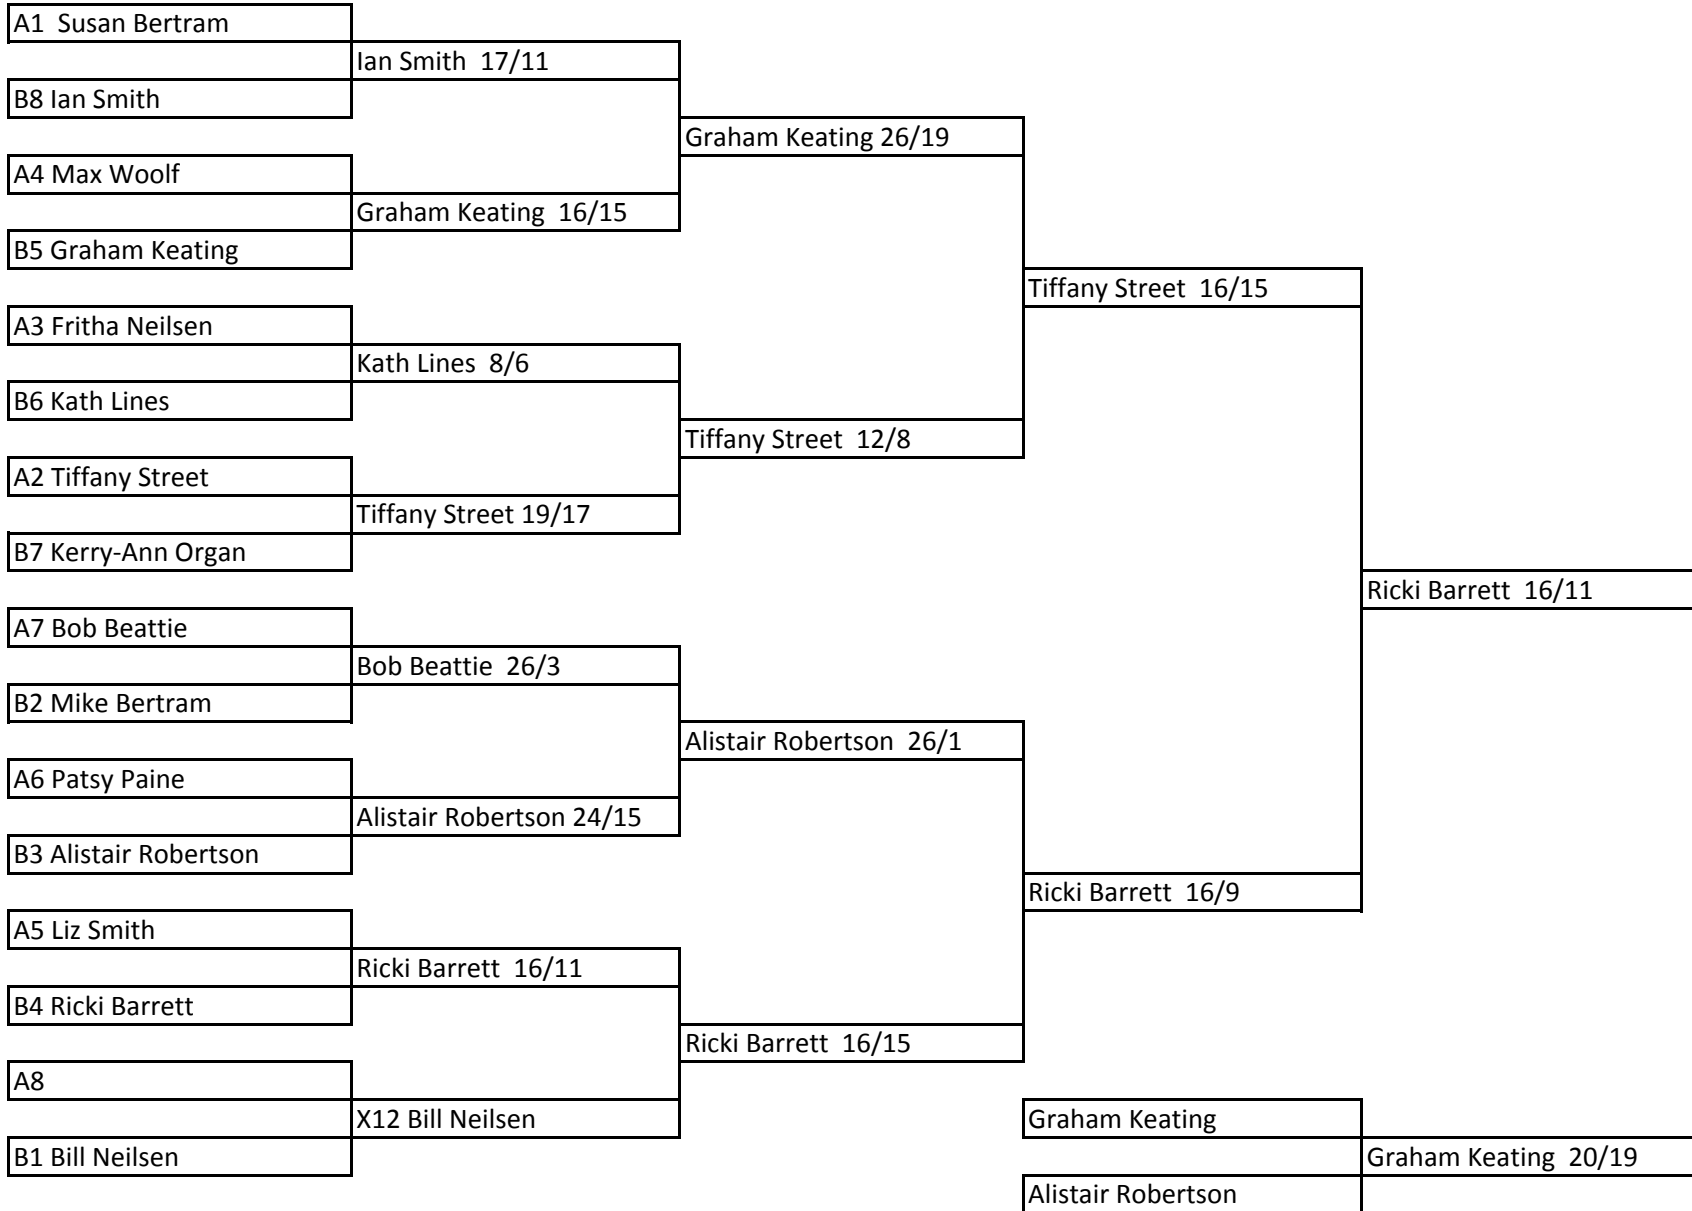 A1  Susan Bertram
Ian Smith  17/11
B8 Ian Smith
Graham Keating 26/19
A4 Max Woolf
Graham Keating  16/15
B5 Graham Keating
Tiffany Street  16/15
A3 Fritha Neilsen
Kath Lines  8/6
B6 Kath Lines
Tiffany Street  12/8
A2 Tiffany Street
Tiffany Street 19/17
B7 Kerry-Ann Organ
Ricki Barrett  16/11
A7 Bob Beattie
Bob Beattie  26/3
B2 Mike Bertram
Alistair Robertson  26/1
A6 Patsy Paine
Alistair Robertson 24/15
B3 Alistair Robertson
Ricki Barrett  16/9
A5 Liz Smith
Ricki Barrett  16/11
B4 Ricki Barrett
Ricki Barrett  16/15
A8
X12 Bill Neilsen
Graham Keating
B1 Bill Neilsen
Graham Keating  20/19
Alistair Robertson